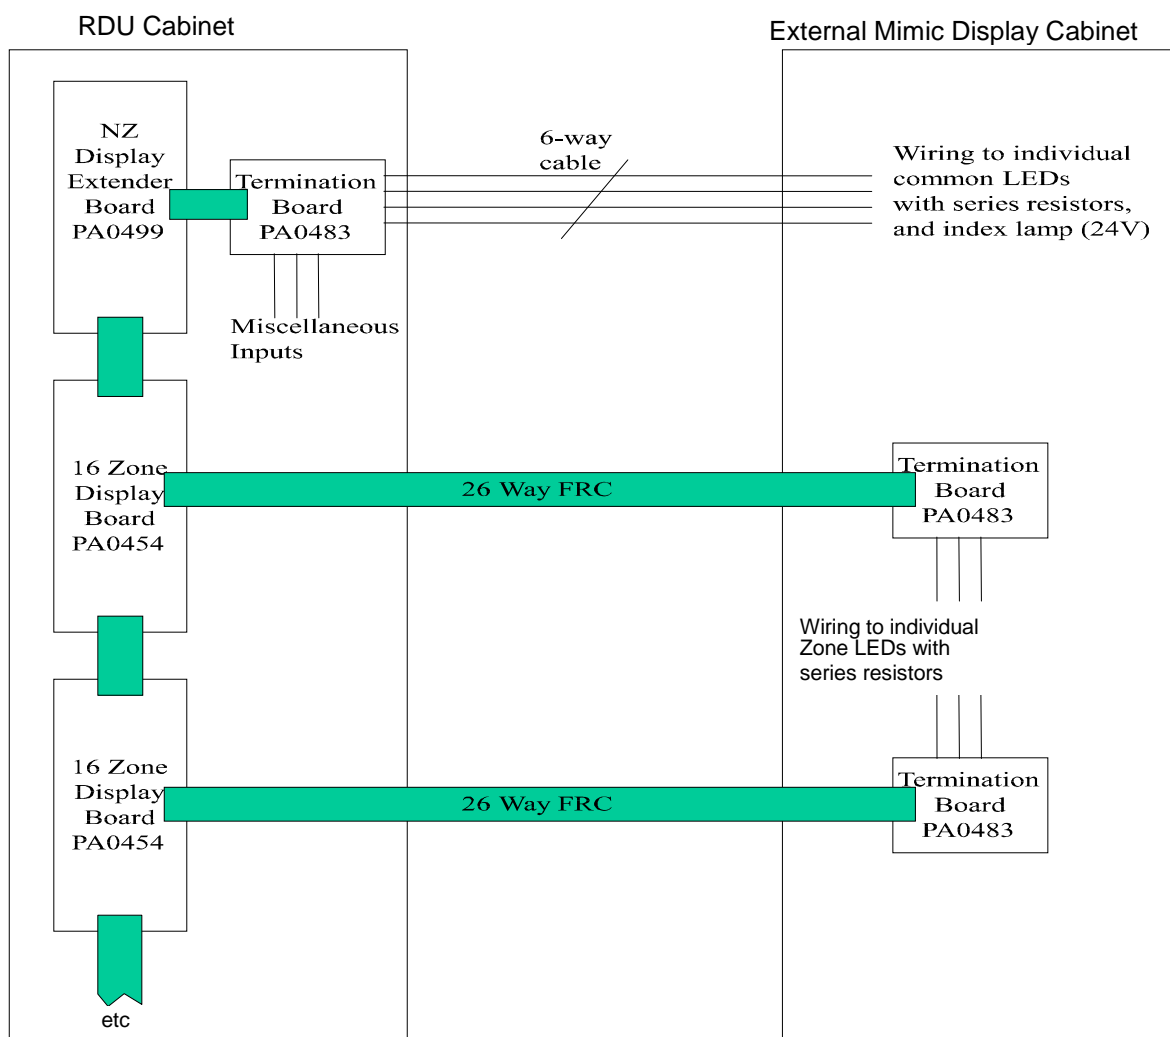 RDU Cabinet
External Mimic Display Cabinet
NZ
Display
Extender
Board
PA0499
Termination
Board
PA0483
6-way
cable
Wiring to individual
common LEDs
with series resistors,
and index lamp (24V)
Miscellaneous
Inputs
16 Zone
Display
Board
PA0454
26 Way FRC
Termination
Board
PA0483
Wiring to individual
Zone LEDs with
series resistors
16 Zone
Display
Board
PA0454
26 Way FRC
Termination
Board
PA0483
etc